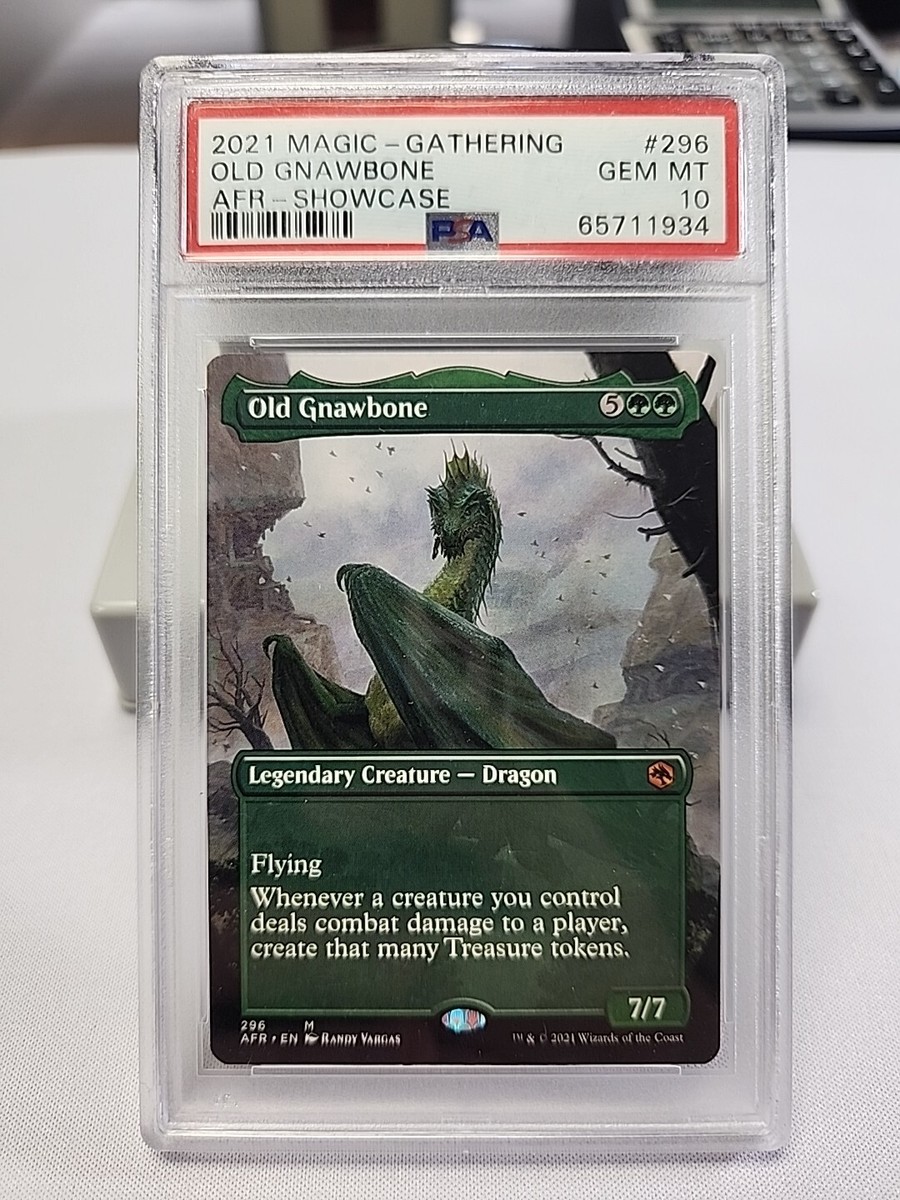 2021 MAGIC - GATHERING #296
OLD GNAWBONE GEM MT
AFR - SHOWCASE 10
PSA 65711934
Old Gnawbone 5
Legendary Creature — Dragon
Flying
Whenever a creature you control
deals combat damage to a player,
create that many Treasure tokens.
7/7
296 M
AFR • EN RANDY VARGAS ™ & © 2021 Wizards of the Coast